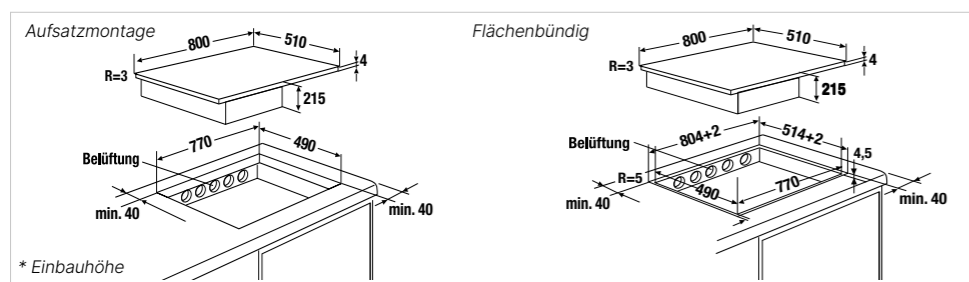 Aufsatzmontage
800
510
R=3
4
215
770
490
Belüftung
min. 40
min. 40
* Einbauhöhe
Flächenbündig
800
510
R=3
4
215
804+2
514+2
Belüftung
4,5
R=5
490
770
min. 40
min. 40